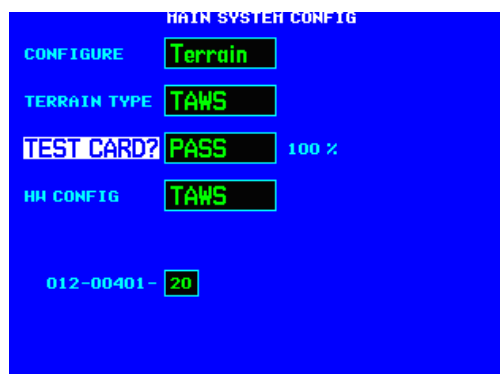 MAIN SYSTEM CONFIG
CONFIGURE Terrain
TERRAIN TYPE TAWS
TEST CARD? PASS 100 %
HW CONFIG TAWS
012-00401- 20